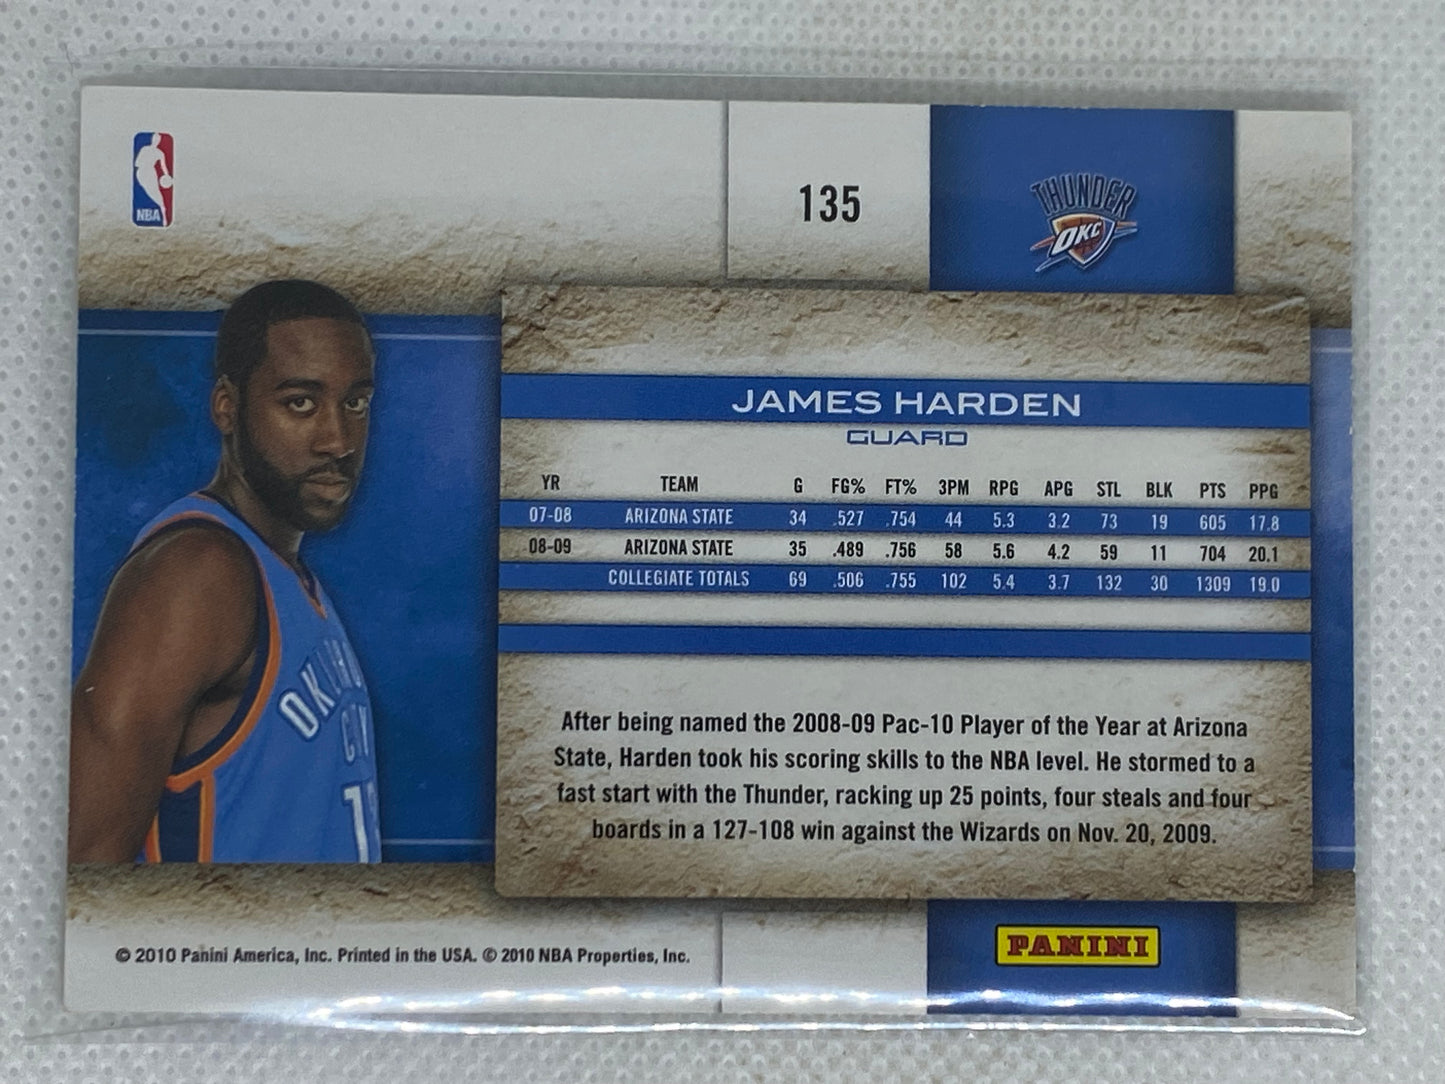 NBA
135
THUNDER
OKC
JAMES HARDEN
GUARD
YR TEAM G FG% FT% 3PM RPG APG STL BLK PTS PPG
07-08 ARIZONA STATE 34 .527 .754 44 5.3 3.2 73 19 605 17.8
08-09 ARIZONA STATE 35 .489 .756 58 5.6 4.2 59 11 704 20.1
COLLEGIATE TOTALS 69 .506 .755 102 5.4 3.7 132 30 1309 19.0
After being named the 2008-09 Pac-10 Player of the Year at Arizona
State, Harden took his scoring skills to the NBA level. He stormed to a
fast start with the Thunder, racking up 25 points, four steals and four
boards in a 127-108 win against the Wizards on Nov. 20, 2009.
© 2010 Panini America, Inc. Printed in the USA. © 2010 NBA Properties, Inc.
PANINI